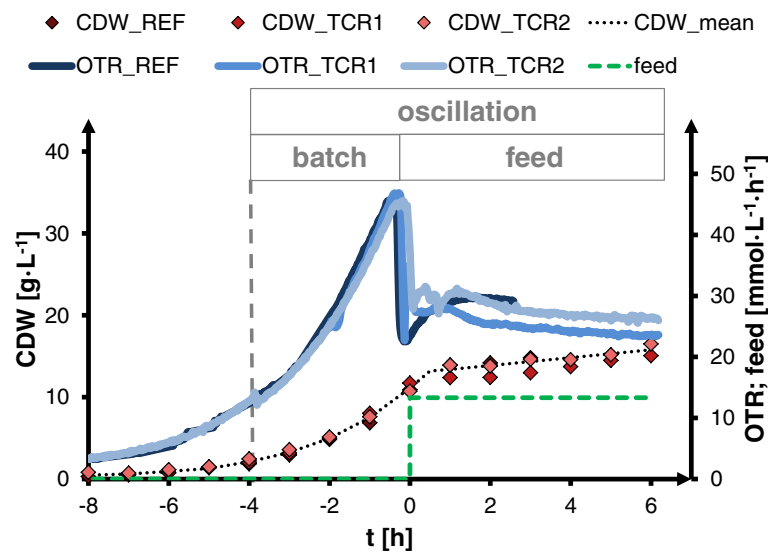 CDW_REF CDW_TCR1 CDW_TCR2 CDW_mean
OTR_REF OTR_TCR1 OTR_TCR2 feed
oscillation
batch feed
CDW [g·L⁻¹]
40
30
20
10
0
OTR; feed [mmol·L⁻¹·h⁻¹]
50
40
30
20
10
0
-8 -6 -4 -2 0 2 4 6
t [h]